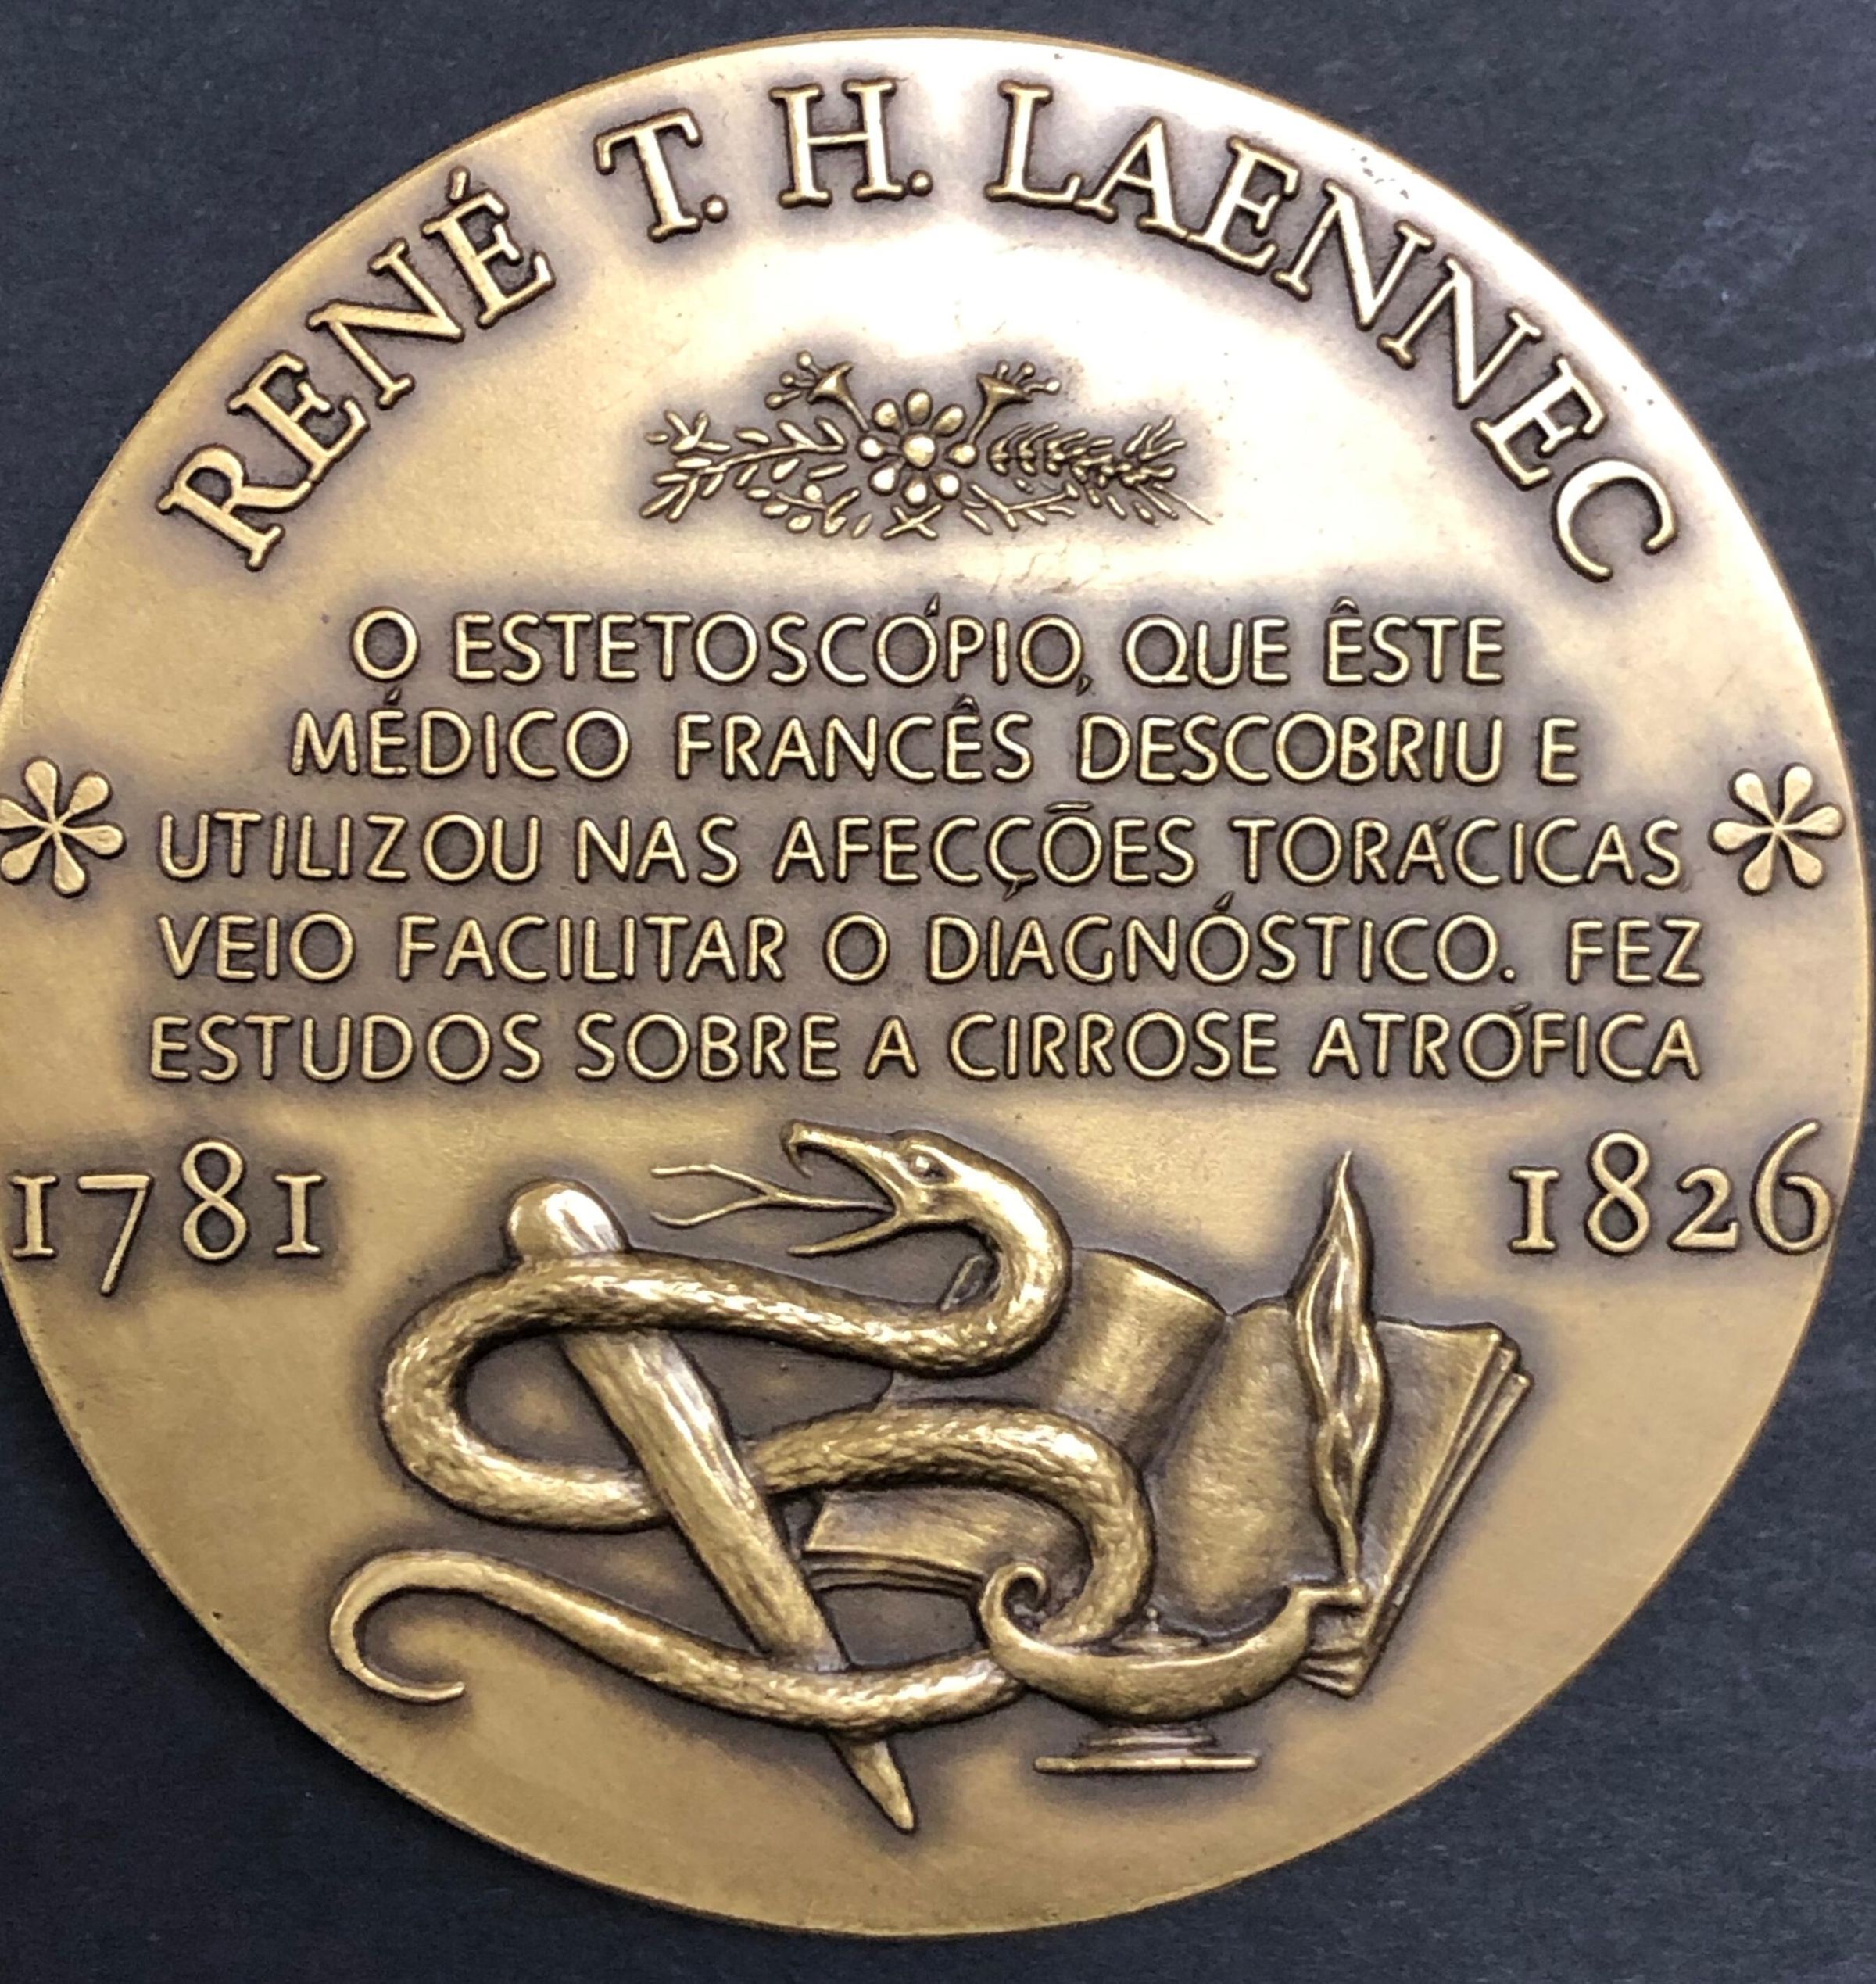 RENÉ T. H. LAENNEC
O ESTETOSCÓPIO, QUE ÊSTE
MÉDICO FRANCÊS DESCOBRIU E
UTILIZOU NAS AFECÇÕES TORÁCICAS
VEIO FACILITAR O DIAGNÓSTICO. FEZ
ESTUDOS SOBRE A CIRROSE ATRÓFICA
1781 1826